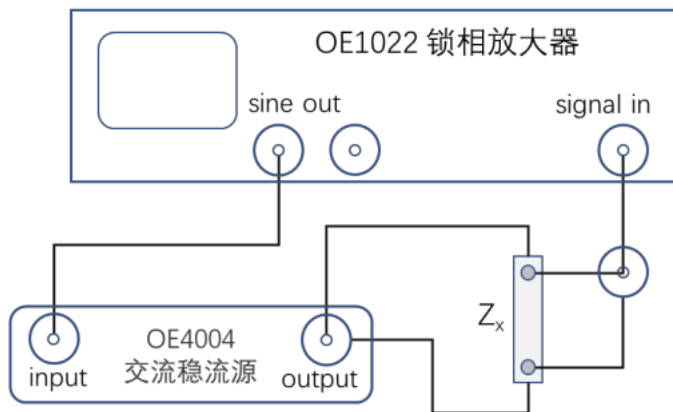 OE1022 锁相放大器
sine out
signal in
Zx
OE4004
交流稳流源
input
output